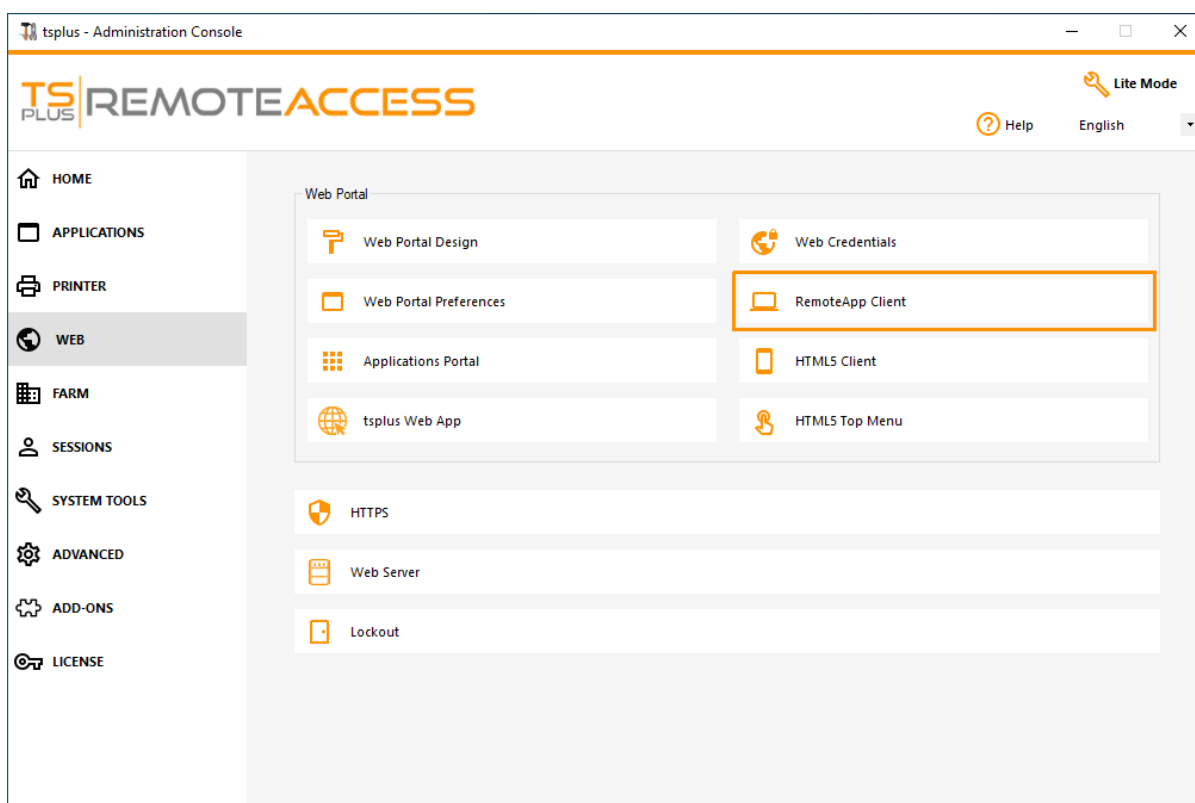 tsplus - Administration Console
TS PLUS REMOTEACCESS
Lite Mode
Help English
HOME
APPLICATIONS
PRINTER
WEB
FARM
SESSIONS
SYSTEM TOOLS
ADVANCED
ADD-ONS
LICENSE
Web Portal
Web Portal Design
Web Credentials
Web Portal Preferences
RemoteApp Client
Applications Portal
HTML5 Client
tsplus Web App
HTML5 Top Menu
HTTPS
Web Server
Lockout